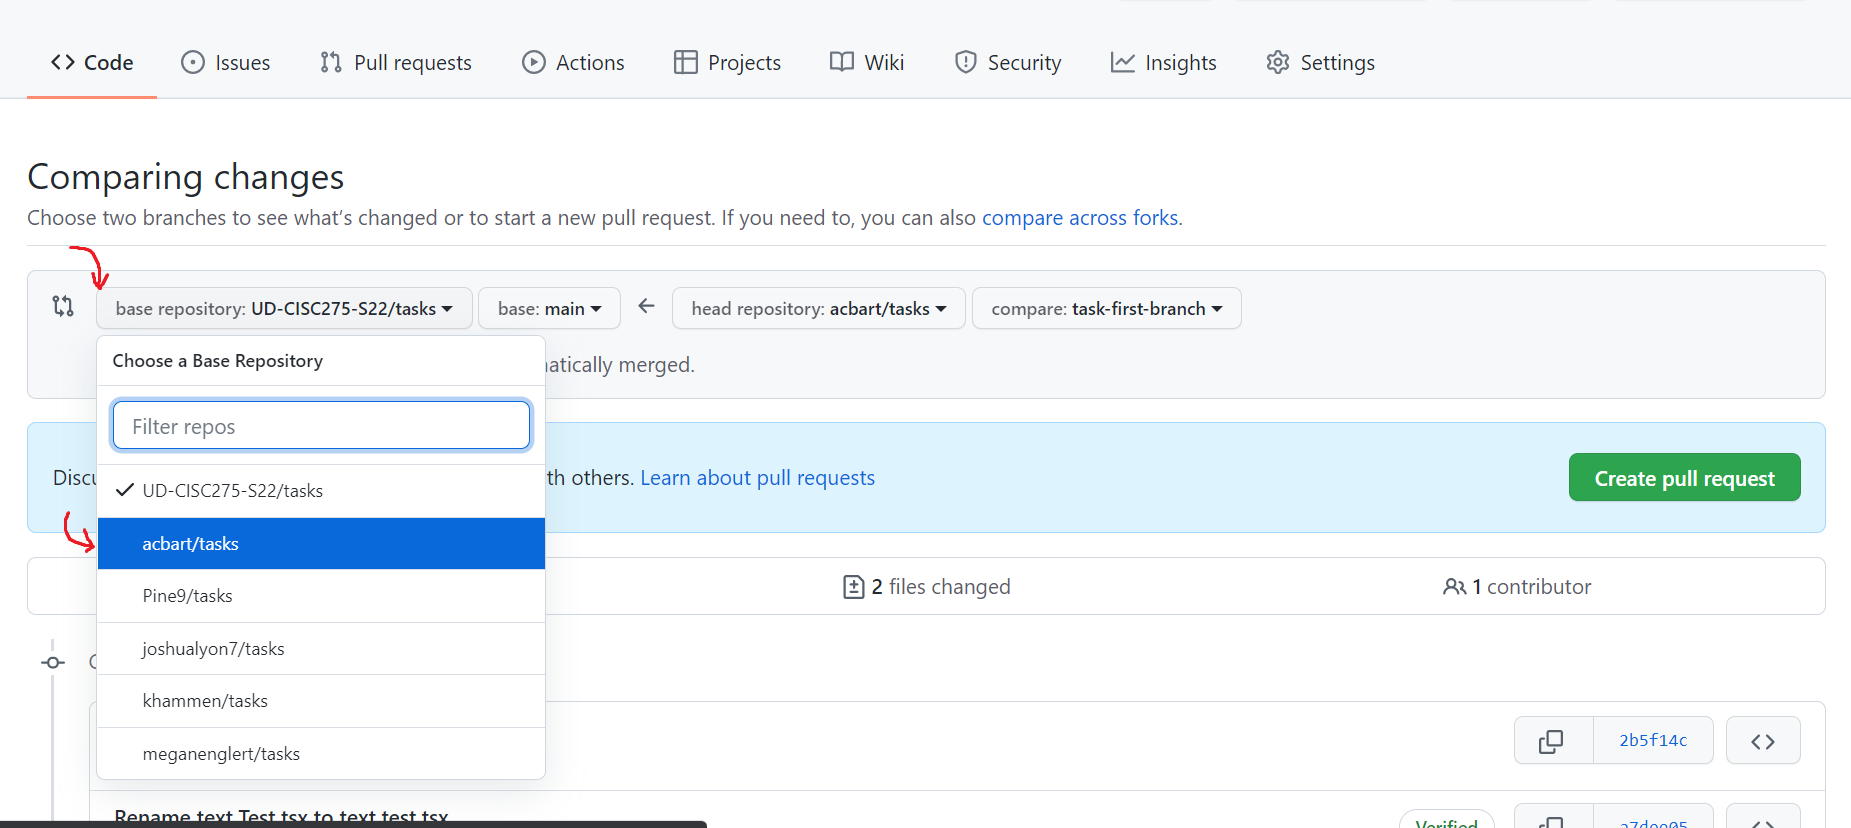 Code Issues Pull requests Actions Projects Wiki Security Insights Settings
Comparing changes
Choose two branches to see what's changed or to start a new pull request. If you need to, you can also compare across forks.
base repository: UD-CISC275-S22/tasks base: main head repository: acbart/tasks compare: task-first-branch
Choose a Base Repository
atically merged.
Filter repos
Discu
th others. Learn about pull requests
Create pull request
UD-CISC275-S22/tasks
acbart/tasks
2 files changed
1 contributor
Pine9/tasks
joshualyon7/tasks
khammen/tasks
meganenglert/tasks
2b5f14c
Rename text.Test.tsx to text.test.tsx
Verified